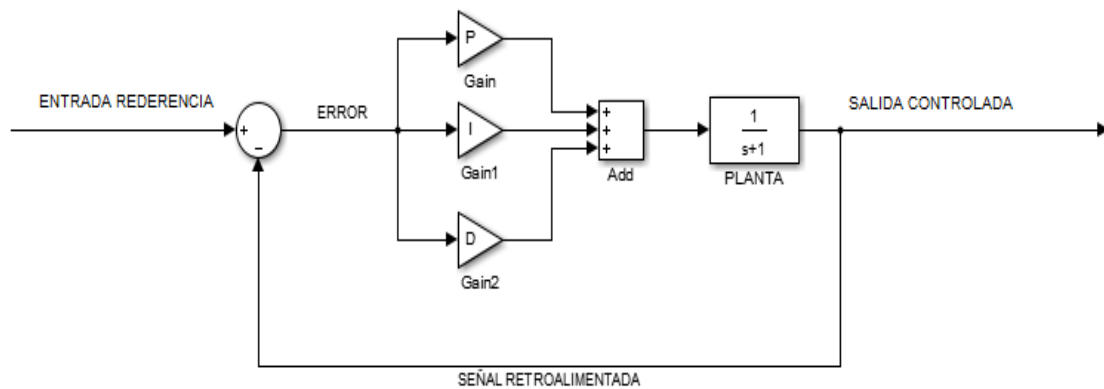 P
Gain
ENTRADA REDERENCIA
ERROR
SALIDA CONTROLADA
+
−
I
Gain1
+
+
+
Add
1
s+1
PLANTA
D
Gain2
SEÑAL RETROALIMENTADA